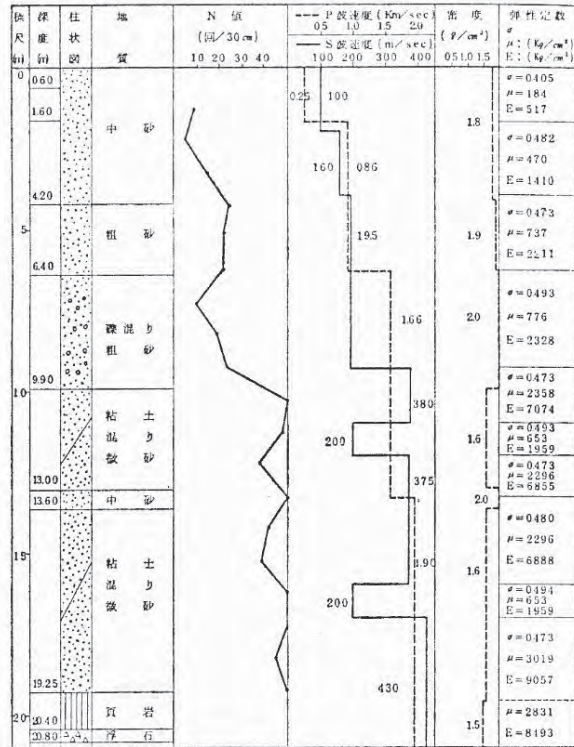 標尺(m)
深度(m)
柱状図
地質
N 値
(回/30cm)
10 20 30 40
P 波速度 (Km/sec)
0.5 1.0 1.5 2.0
S 波速度 (m/sec)
100 200 300 400
密度
(g/cm³)
0.5 1.0 1.5
弾性定数
σ
μ : (Kg/cm²)
E : (Kg/cm²)
0
5
10
15
20
0.60
1.60
4.20
6.40
9.90
13.00
13.60
19.25
20.40
20.80
中砂
粗砂
礫混り
粗砂
粘土
混り
微砂
中砂
粘土
混り
微砂
頁岩
浮石
0.25
100
160
0.86
195
1.66
380
200
375
1.90
200
430
1.8
1.9
2.0
1.6
2.0
1.6
1.5
σ=0.405
μ=184
E=517
σ=0.482
μ=470
E=1410
σ=0.473
μ=737
E=2211
σ=0.493
μ=776
E=2328
σ=0.473
μ=2358
E=7074
σ=0.493
μ=653
E=1959
σ=0.473
μ=2296
E=6855
σ=0.480
μ=2296
E=6888
σ=0.494
μ=653
E=1959
σ=0.473
μ=3019
E=9057
μ=2831
E=8493